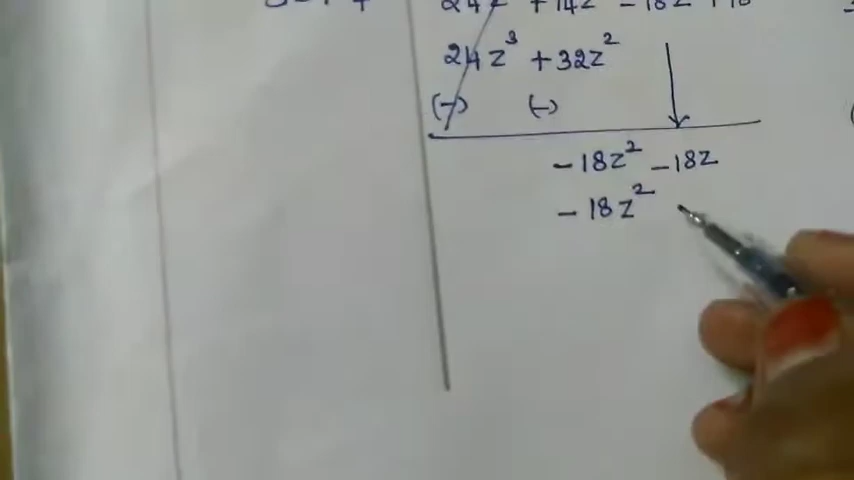 24z³ + 32z²
(-) (-)
- 18z² - 18z
- 18z²